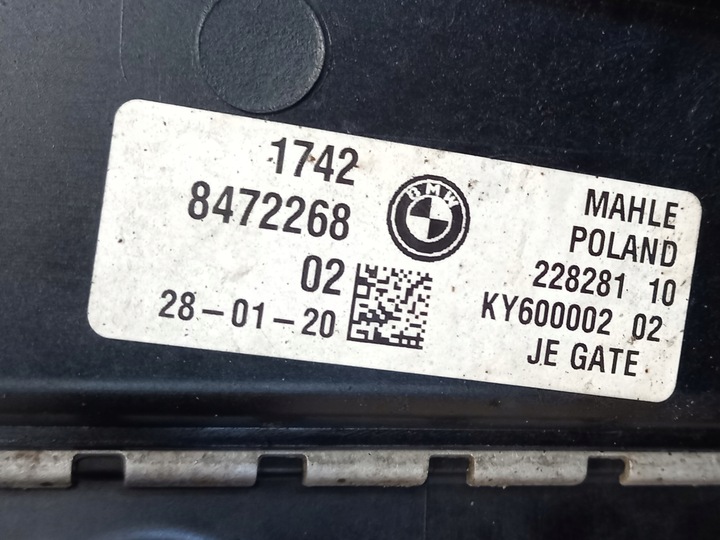 1742
8472268
02
28-01-20
BMW
MAHLE
POLAND
228281 10
KY600002 02
JE GATE